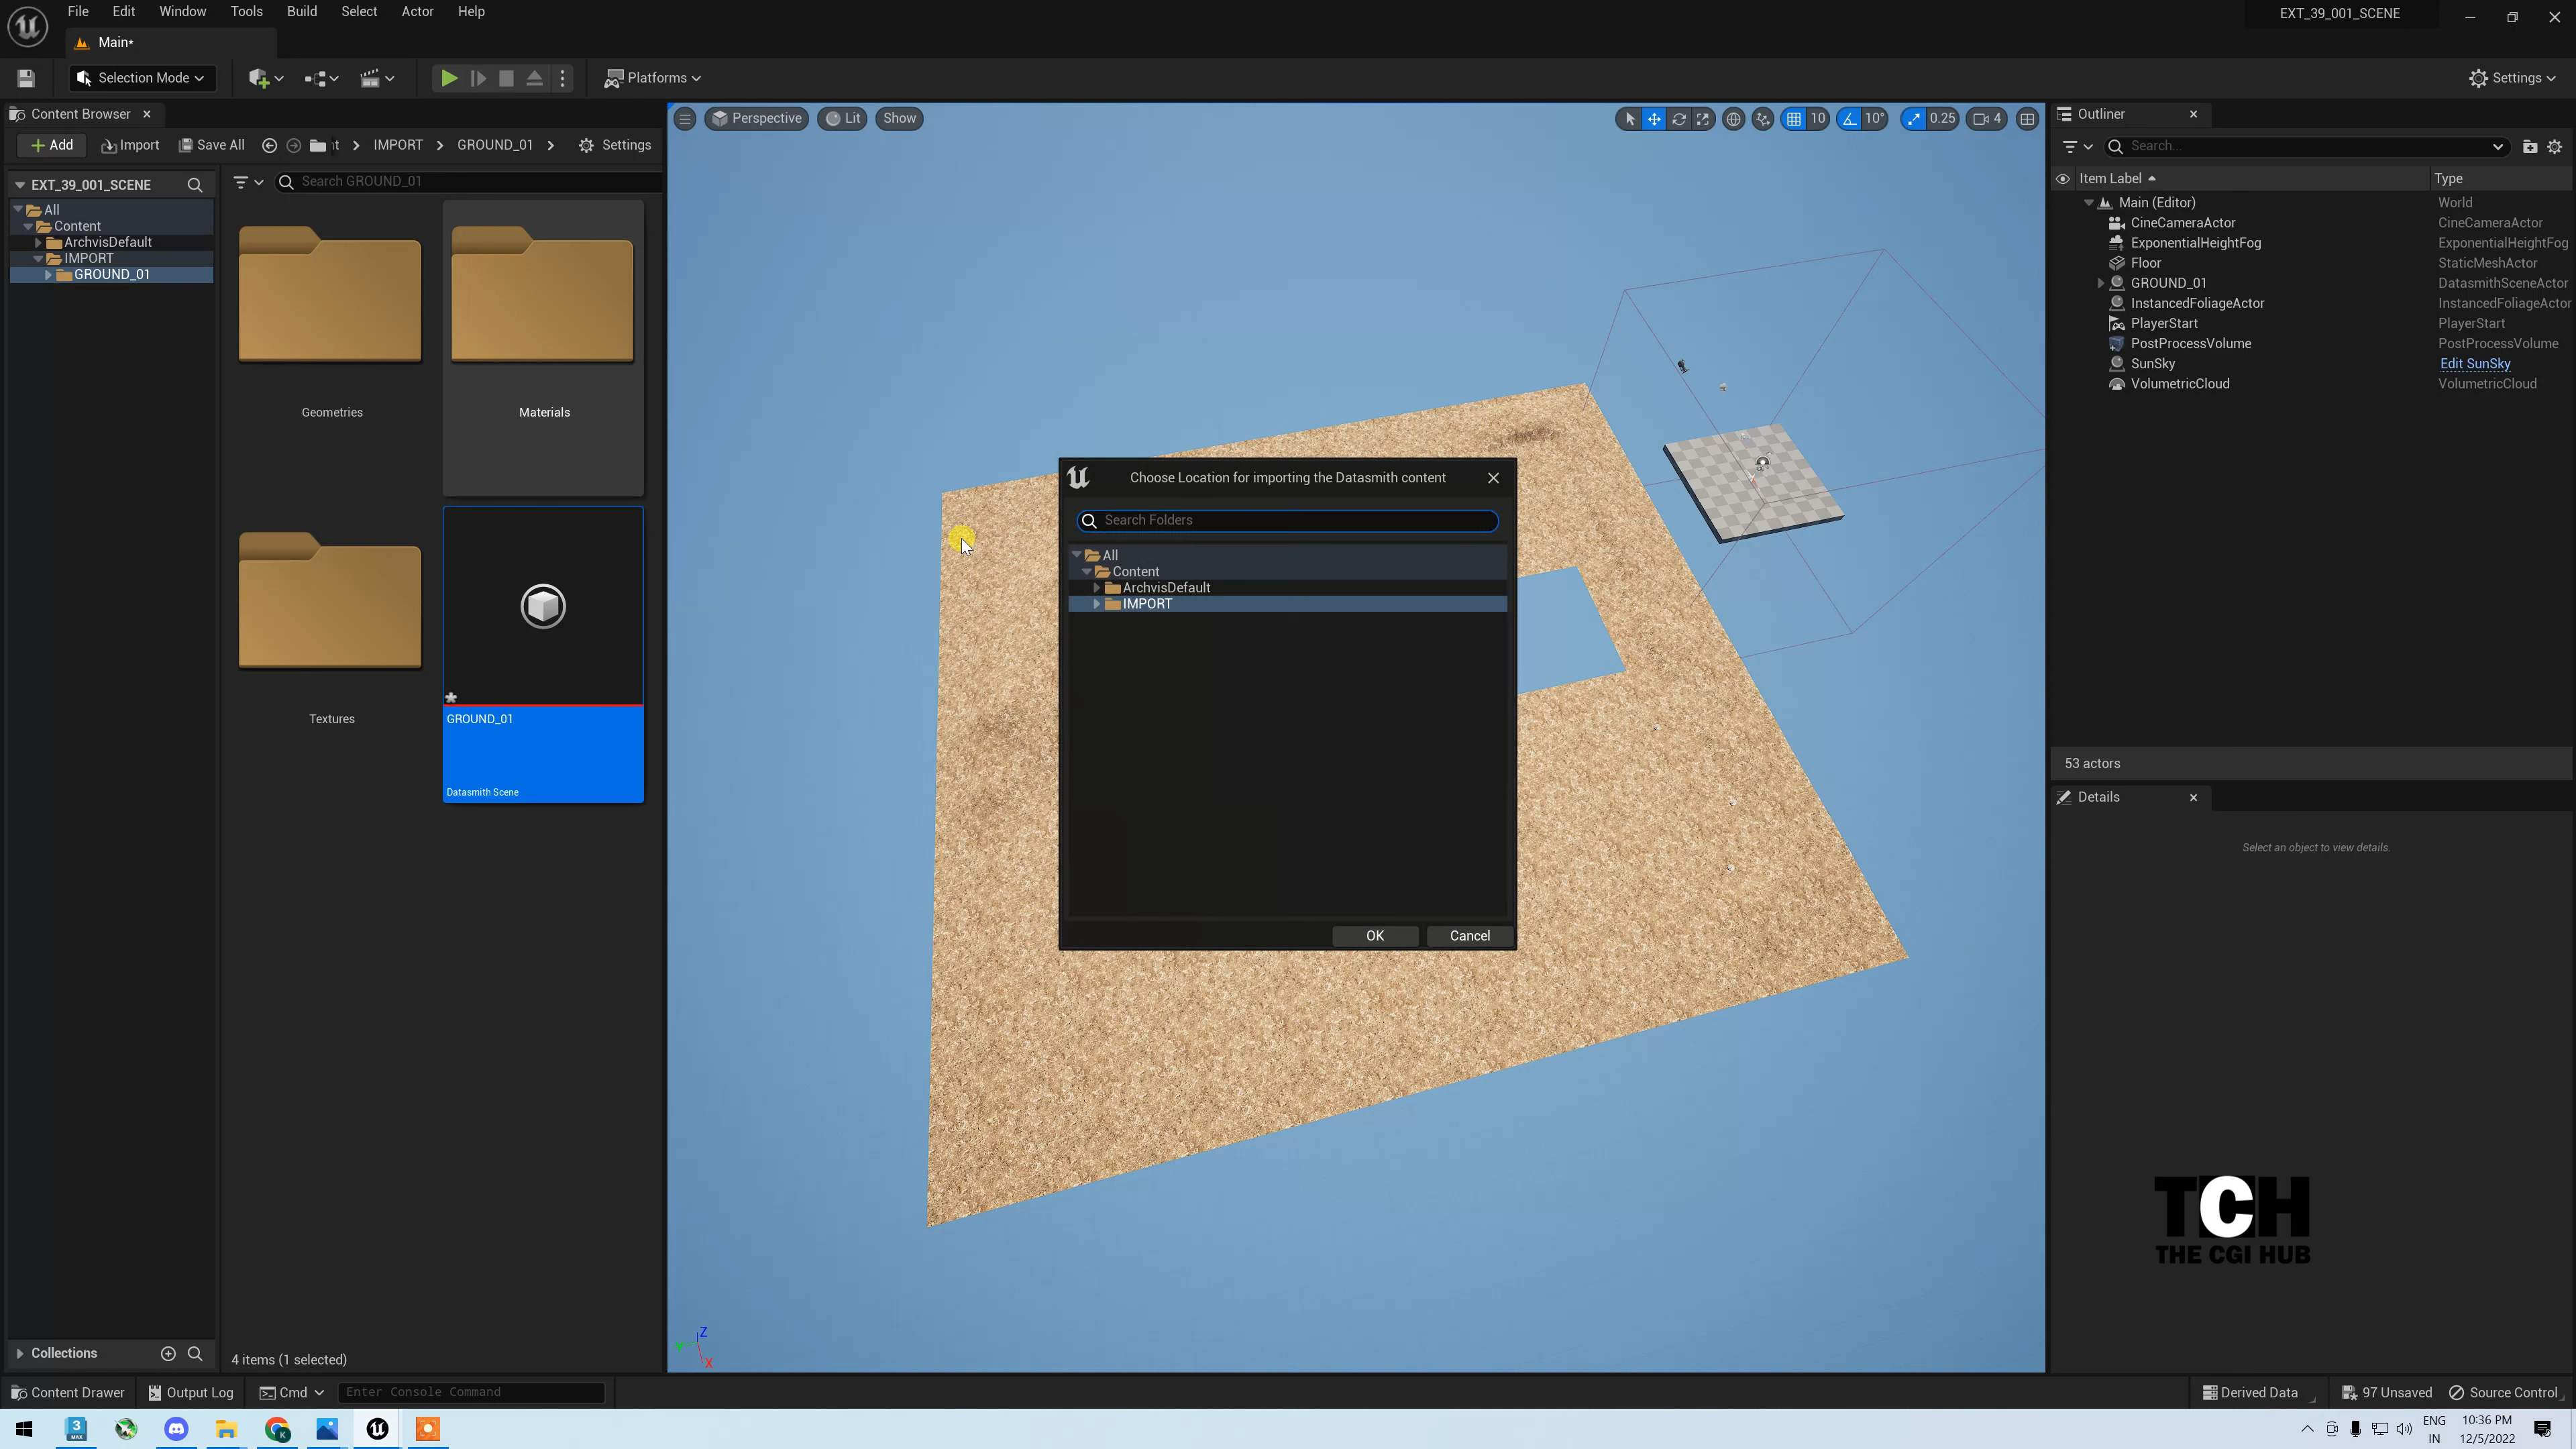 File Edit Window Tools Build Select Actor Help
EXT_39_001_SCENE
Main*
Selection Mode
Platforms
Settings
Content Browser
Add Import Save All
IMPORT GROUND_01 Settings
EXT_39_001_SCENE
Search GROUND_01
All
Content
ArchvisDefault
IMPORT
GROUND_01
Geometries
Materials
Textures
GROUND_01
Datasmith Scene
Collections
4 items (1 selected)
Perspective Lit Show
10 10° 0.25 4
Choose Location for importing the Datasmith content
Search Folders
All
Content
ArchvisDefault
IMPORT
OK Cancel
Z
X
Outliner
Search...
Item Label Type
Main (Editor) World
CineCameraActor CineCameraActor
ExponentialHeightFog ExponentialHeightFog
Floor StaticMeshActor
GROUND_01 DatasmithSceneActor
InstancedFoliageActor InstancedFoliageActor
PlayerStart PlayerStart
PostProcessVolume PostProcessVolume
SunSky Edit SunSky
VolumetricCloud VolumetricCloud
53 actors
Details
Select an object to view details.
TCH
THE CGI HUB
Content Drawer Output Log Cmd Enter Console Command
Derived Data 97 Unsaved Source Control
3
MAX
K
ENG
IN
10:36 PM
12/5/2022